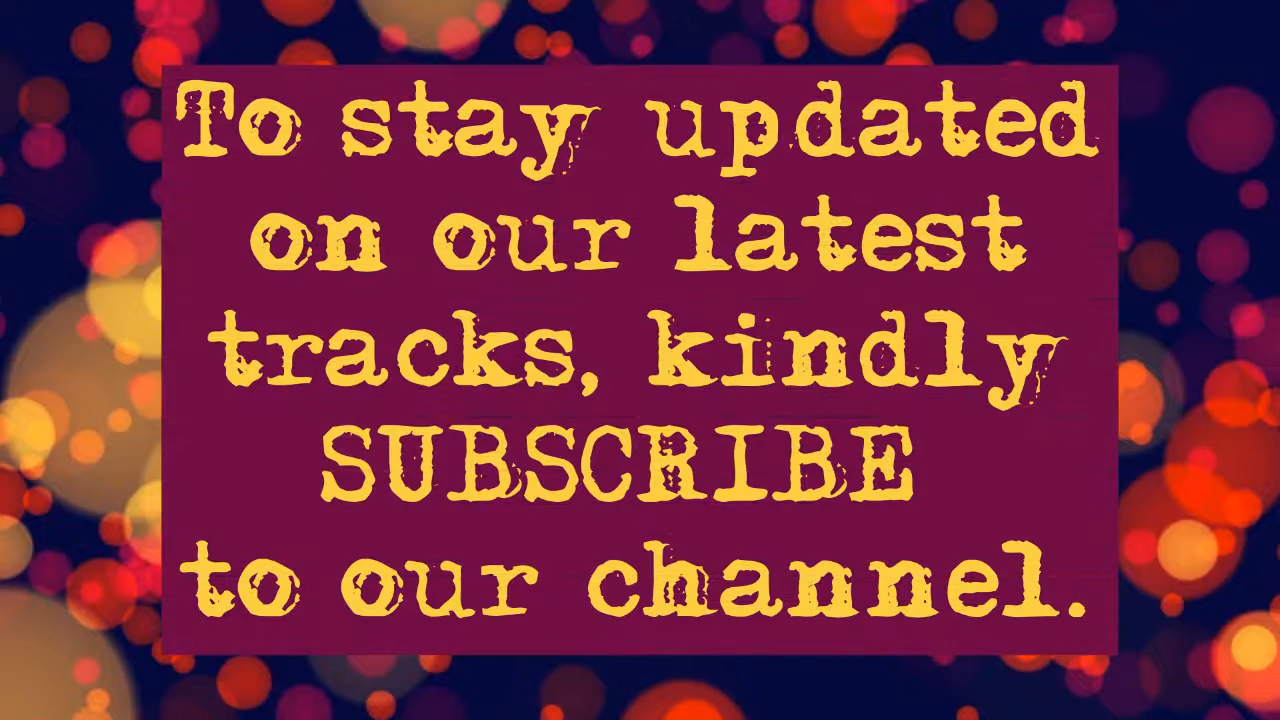 To stay updated
on our latest
tracks, kindly
SUBSCRIBE
to our channel.